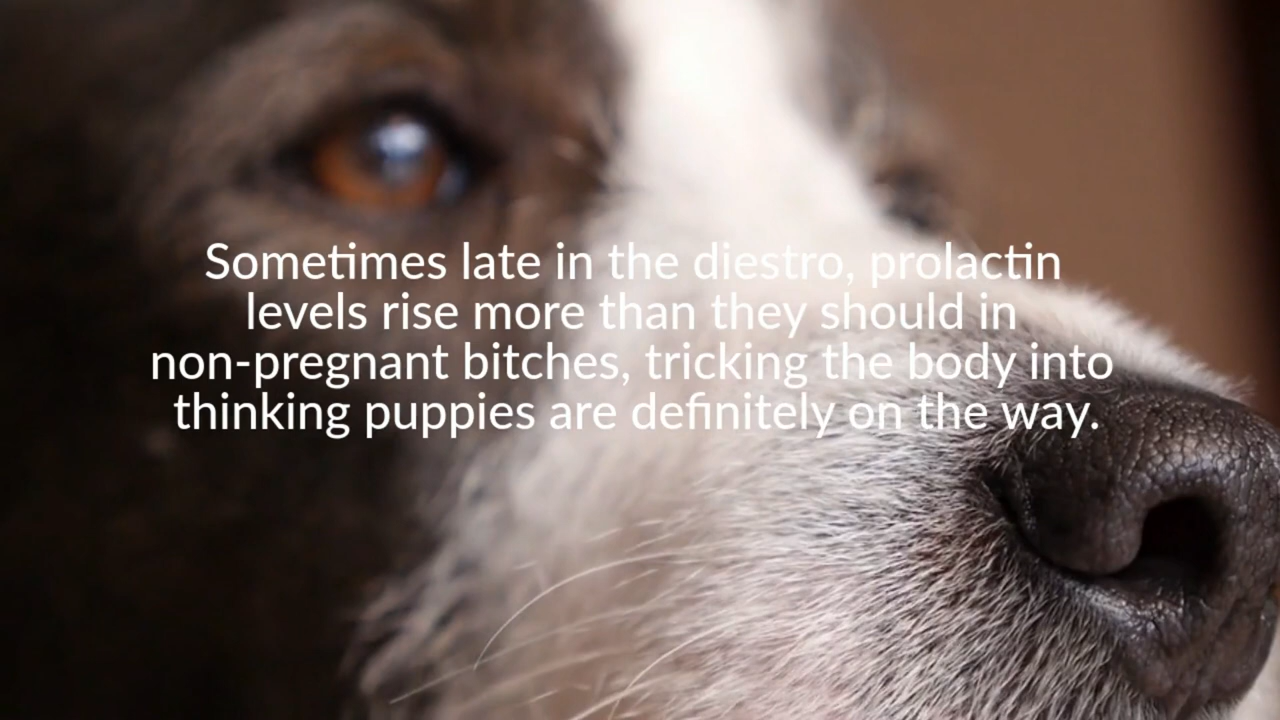 Sometimes late in the diestro, prolactin
levels rise more than they should in
non-pregnant bitches, tricking the body into
thinking puppies are definitely on the way.